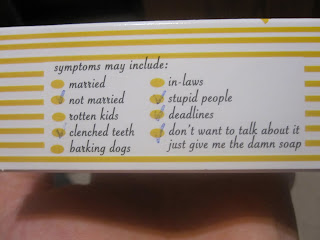 symptoms may include:
married
not married
rotten kids
clenched teeth
barking dogs
in-laws
stupid people
deadlines
don't want to talk about it
just give me the damn soap